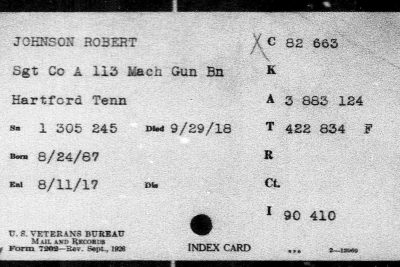 JOHNSON ROBERT
X C 82 663
Sgt Co A 113 Mach Gun Bn
K
Hartford Tenn
A 3 883 124
Sn 1 305 245 Died 9/29/18
T 422 834 F
Born 8/24/87
R
Enl 8/11/17 Dis
Ct.
I 90 410
U. S. VETERANS BUREAU
MAIL AND RECORDS
Form 7202—Rev. Sept., 1926
INDEX CARD